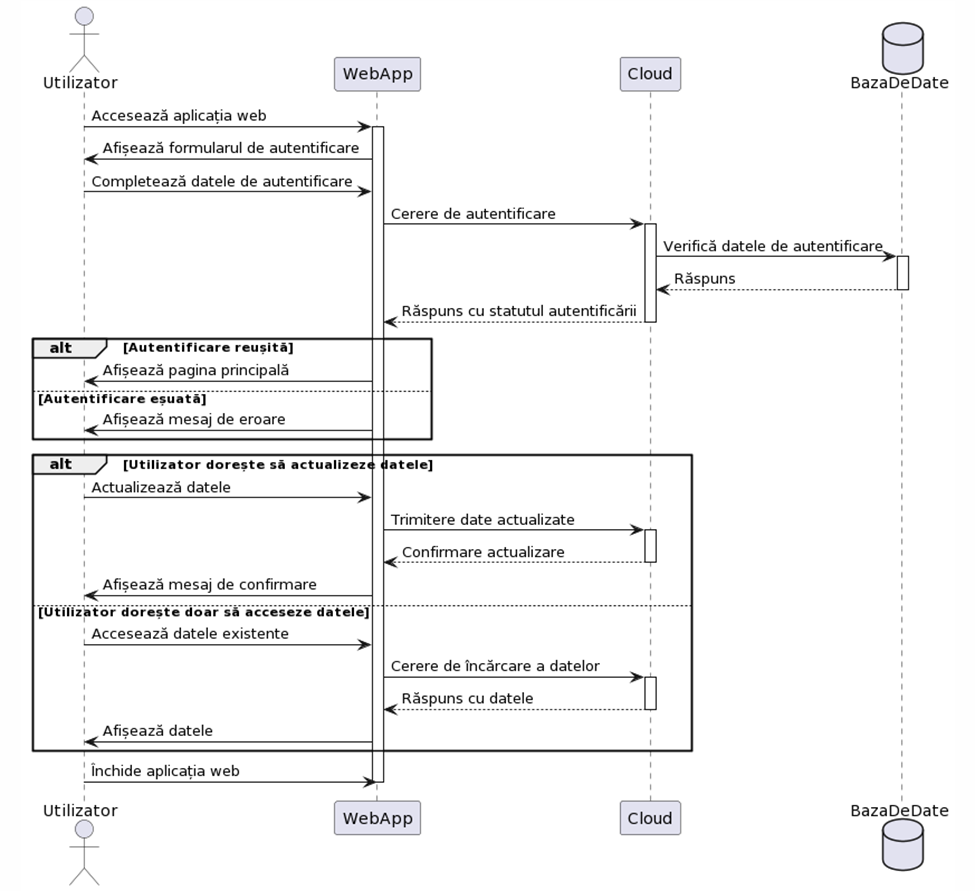 Utilizator
WebApp
Cloud
BazaDeDate
Accesează aplicația web
Afișează formularul de autentificare
Completează datele de autentificare
Cerere de autentificare
Verifică datele de autentificare
Răspuns
Răspuns cu statutul autentificării
alt [Autentificare reușită]
Afișează pagina principală
[Autentificare eșuată]
Afișează mesaj de eroare
alt [Utilizator dorește să actualizeze datele]
Actualizează datele
Trimitere date actualizate
Confirmare actualizare
Afișează mesaj de confirmare
[Utilizator dorește doar să acceseze datele]
Accesează datele existente
Cerere de încărcare a datelor
Răspuns cu datele
Afișează datele
Închide aplicația web
Utilizator
WebApp
Cloud
BazaDeDate